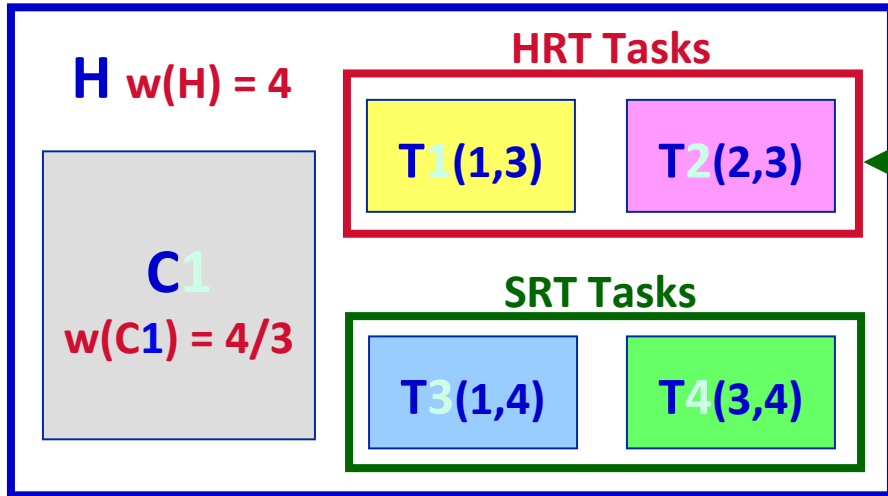 H w(H) = 4
HRT Tasks
T1(1,3)
T2(2,3)
C1
w(C1) = 4/3
SRT Tasks
T3(1,4)
T4(3,4)